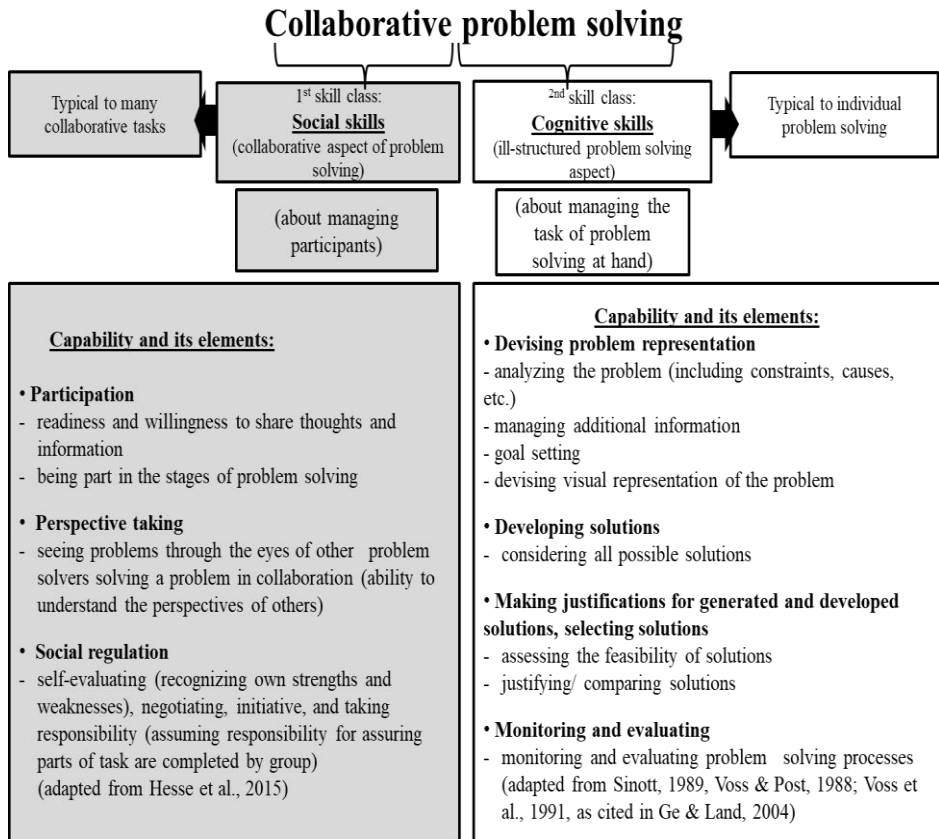 Collaborative problem solving
Typical to many
collaborative tasks
1st skill class:
Social skills
(collaborative aspect of problem
solving)
2nd skill class:
Cognitive skills
(ill-structured problem solving
aspect)
Typical to individual
problem solving
(about managing
participants)
(about managing the
task of problem
solving at hand)
Capability and its elements:
• Participation
- readiness and willingness to share thoughts and
information
- being part in the stages of problem solving
• Perspective taking
- seeing problems through the eyes of other problem
solvers solving a problem in collaboration (ability to
understand the perspectives of others)
• Social regulation
- self-evaluating (recognizing own strengths and
weaknesses), negotiating, initiative, and taking
responsibility (assuming responsibility for assuring
parts of task are completed by group)
(adapted from Hesse et al., 2015)
Capability and its elements:
• Devising problem representation
- analyzing the problem (including constraints, causes,
etc.)
- managing additional information
- goal setting
- devising visual representation of the problem
• Developing solutions
- considering all possible solutions
• Making justifications for generated and developed
solutions, selecting solutions
- assessing the feasibility of solutions
- justifying/ comparing solutions
• Monitoring and evaluating
- monitoring and evaluating problem solving processes
(adapted from Sinott, 1989, Voss & Post, 1988; Voss et
al., 1991, as cited in Ge & Land, 2004)